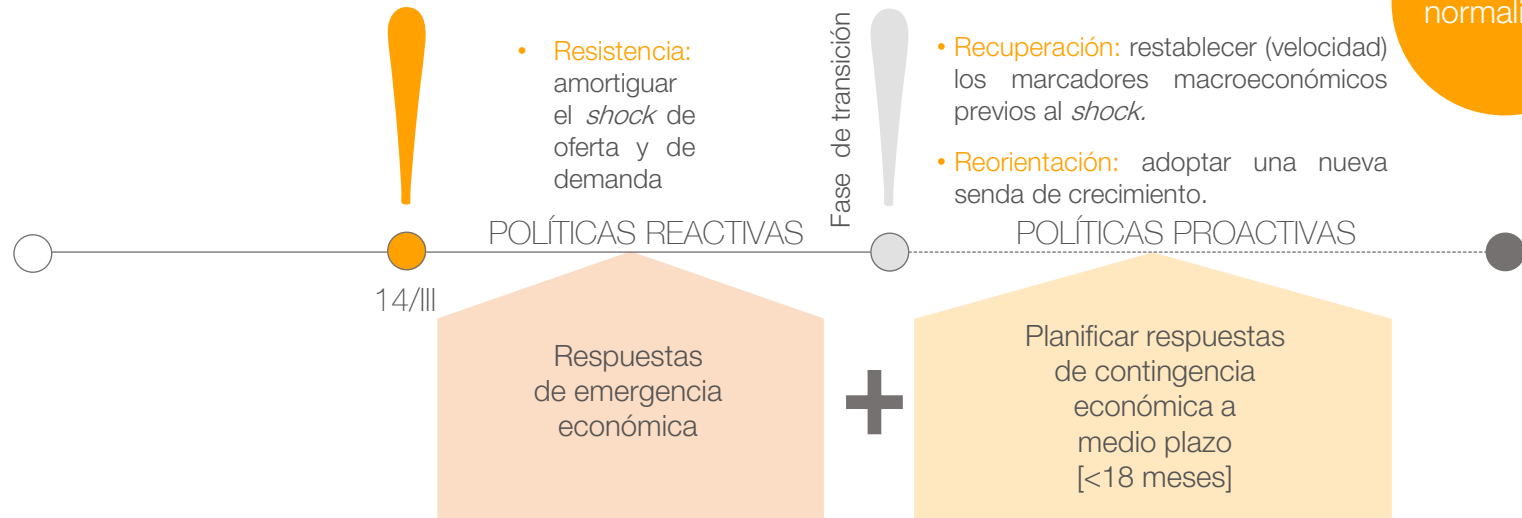 normali
• Resistencia:
amortiguar
el shock de
oferta y de
demanda
Fase de transición
• Recuperación: restablecer (velocidad)
los marcadores macroeconómicos
previos al shock.
• Reorientación: adoptar una nueva
senda de crecimiento.
POLÍTICAS REACTIVAS
POLÍTICAS PROACTIVAS
14/III
Respuestas
de emergencia
económica
+
Planificar respuestas
de contingencia
económica a
medio plazo
[<18 meses]